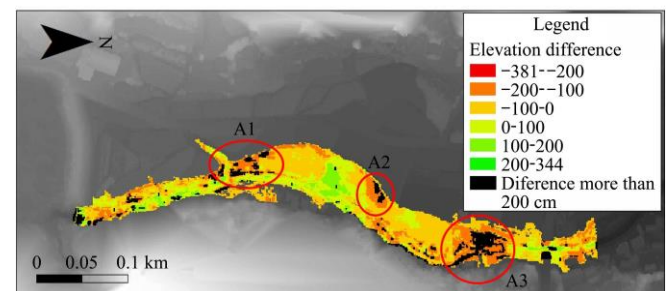 N
Legend
Elevation difference
-381--200
-200--100
-100-0
0-100
100-200
200-344
Diference more than
200 cm
A1
A2
A3
0 0.05 0.1 km